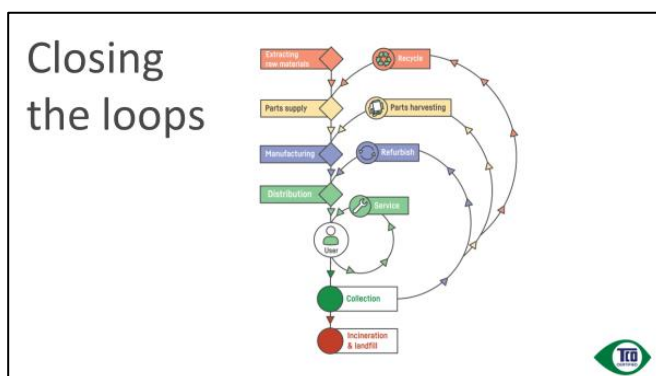 Closing
the loops
Extracting
raw materials
Recycle
Parts supply
Parts harvesting
Manufacturing
Refurbish
Distribution
Service
User
Collection
Incineration
& landfill
TCO
CERTIFIED